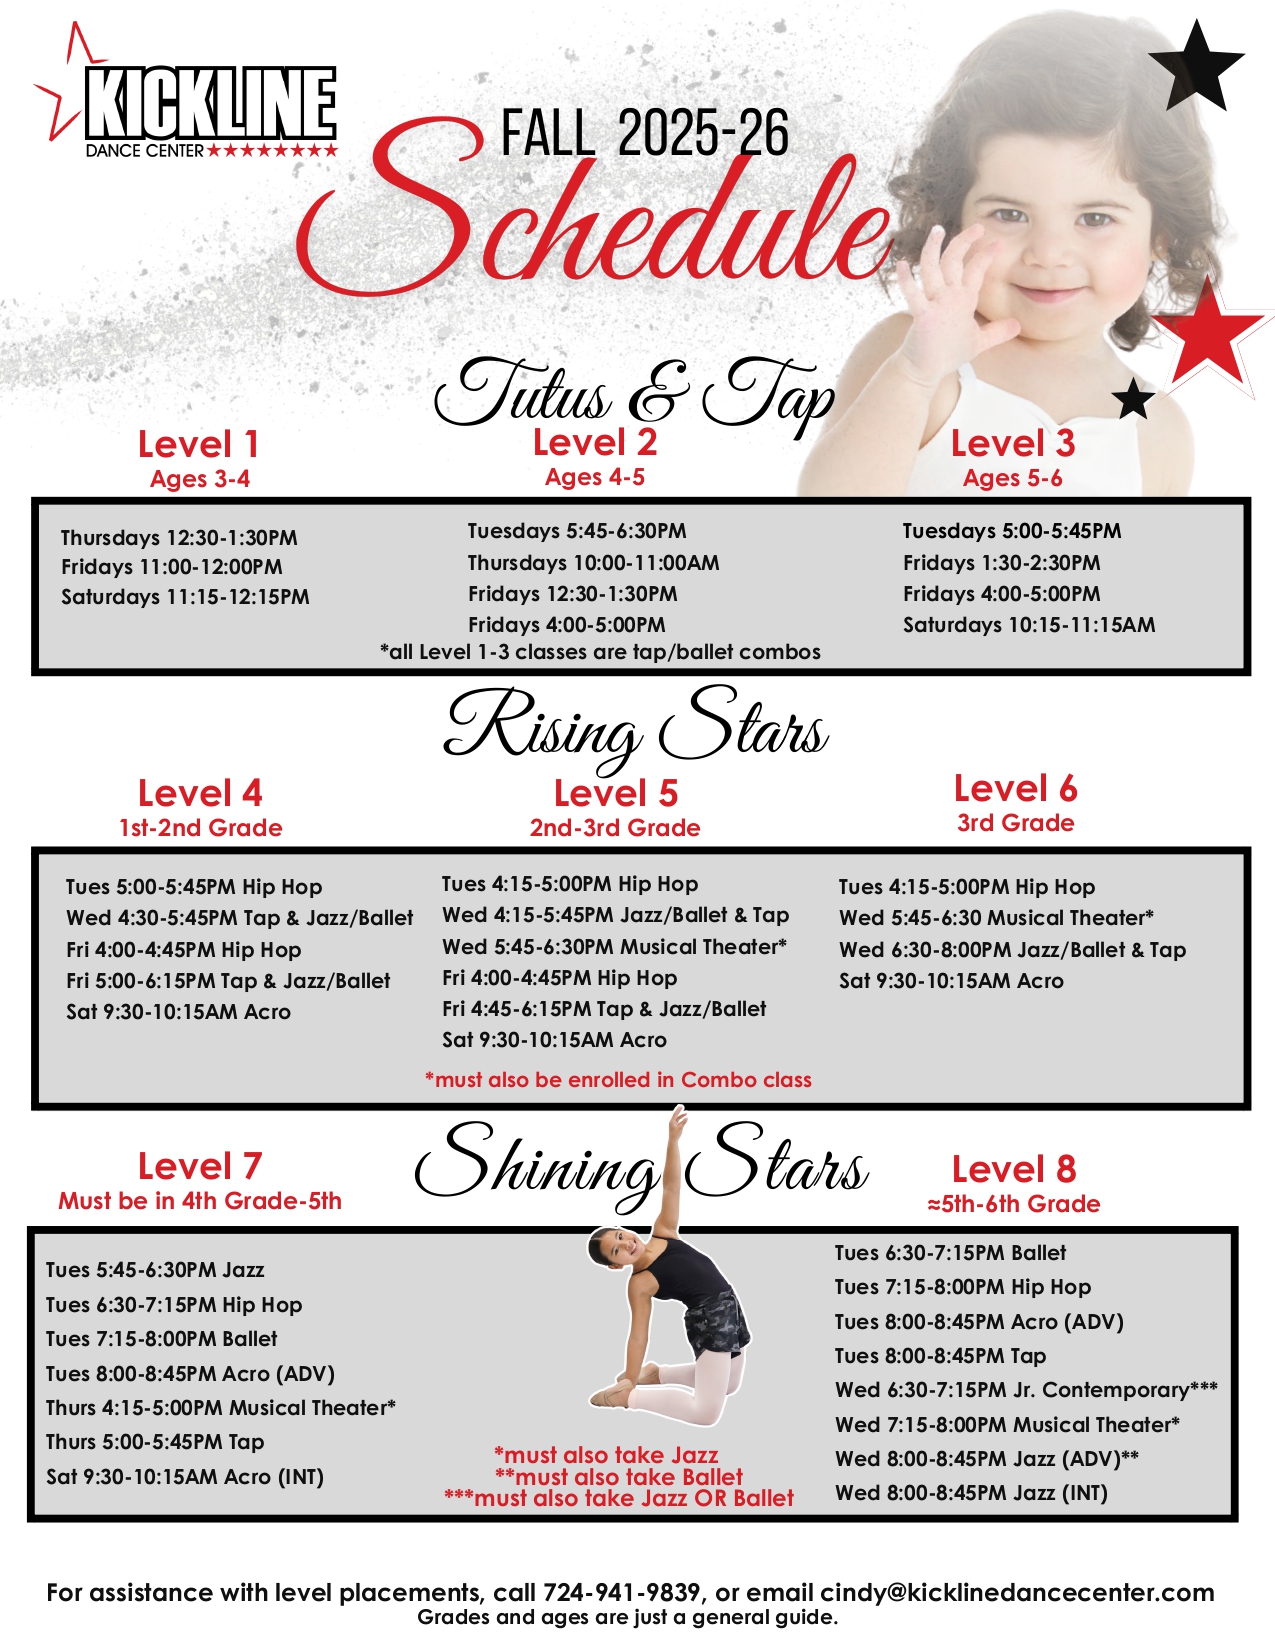 KICKLINE
DANCE CENTER
FALL 2025-26
Schedule
Tutus & Tap
Level 1
Ages 3-4
Level 2
Ages 4-5
Level 3
Ages 5-6
Thursdays 12:30-1:30PM
Fridays 11:00-12:00PM
Saturdays 11:15-12:15PM
Tuesdays 5:45-6:30PM
Thursdays 10:00-11:00AM
Fridays 12:30-1:30PM
Fridays 4:00-5:00PM
Tuesdays 5:00-5:45PM
Fridays 1:30-2:30PM
Fridays 4:00-5:00PM
Saturdays 10:15-11:15AM
*all Level 1-3 classes are tap/ballet combos
Rising Stars
Level 4
1st-2nd Grade
Level 5
2nd-3rd Grade
Level 6
3rd Grade
Tues 5:00-5:45PM Hip Hop
Wed 4:30-5:45PM Tap & Jazz/Ballet
Fri 4:00-4:45PM Hip Hop
Fri 5:00-6:15PM Tap & Jazz/Ballet
Sat 9:30-10:15AM Acro
Tues 4:15-5:00PM Hip Hop
Wed 4:15-5:45PM Jazz/Ballet & Tap
Wed 5:45-6:30PM Musical Theater*
Fri 4:00-4:45PM Hip Hop
Fri 4:45-6:15PM Tap & Jazz/Ballet
Sat 9:30-10:15AM Acro
Tues 4:15-5:00PM Hip Hop
Wed 5:45-6:30 Musical Theater*
Wed 6:30-8:00PM Jazz/Ballet & Tap
Sat 9:30-10:15AM Acro
*must also be enrolled in Combo class
Shining Stars
Level 7
Must be in 4th Grade-5th
Level 8
≈5th-6th Grade
Tues 5:45-6:30PM Jazz
Tues 6:30-7:15PM Hip Hop
Tues 7:15-8:00PM Ballet
Tues 8:00-8:45PM Acro (ADV)
Thurs 4:15-5:00PM Musical Theater*
Thurs 5:00-5:45PM Tap
Sat 9:30-10:15AM Acro (INT)
*must also take Jazz
**must also take Ballet
***must also take Jazz OR Ballet
Tues 6:30-7:15PM Ballet
Tues 7:15-8:00PM Hip Hop
Tues 8:00-8:45PM Acro (ADV)
Tues 8:00-8:45PM Tap
Wed 6:30-7:15PM Jr. Contemporary***
Wed 7:15-8:00PM Musical Theater*
Wed 8:00-8:45PM Jazz (ADV)**
Wed 8:00-8:45PM Jazz (INT)
For assistance with level placements, call 724-941-9839, or email cindy@kicklinedancecenter.com
Grades and ages are just a general guide.